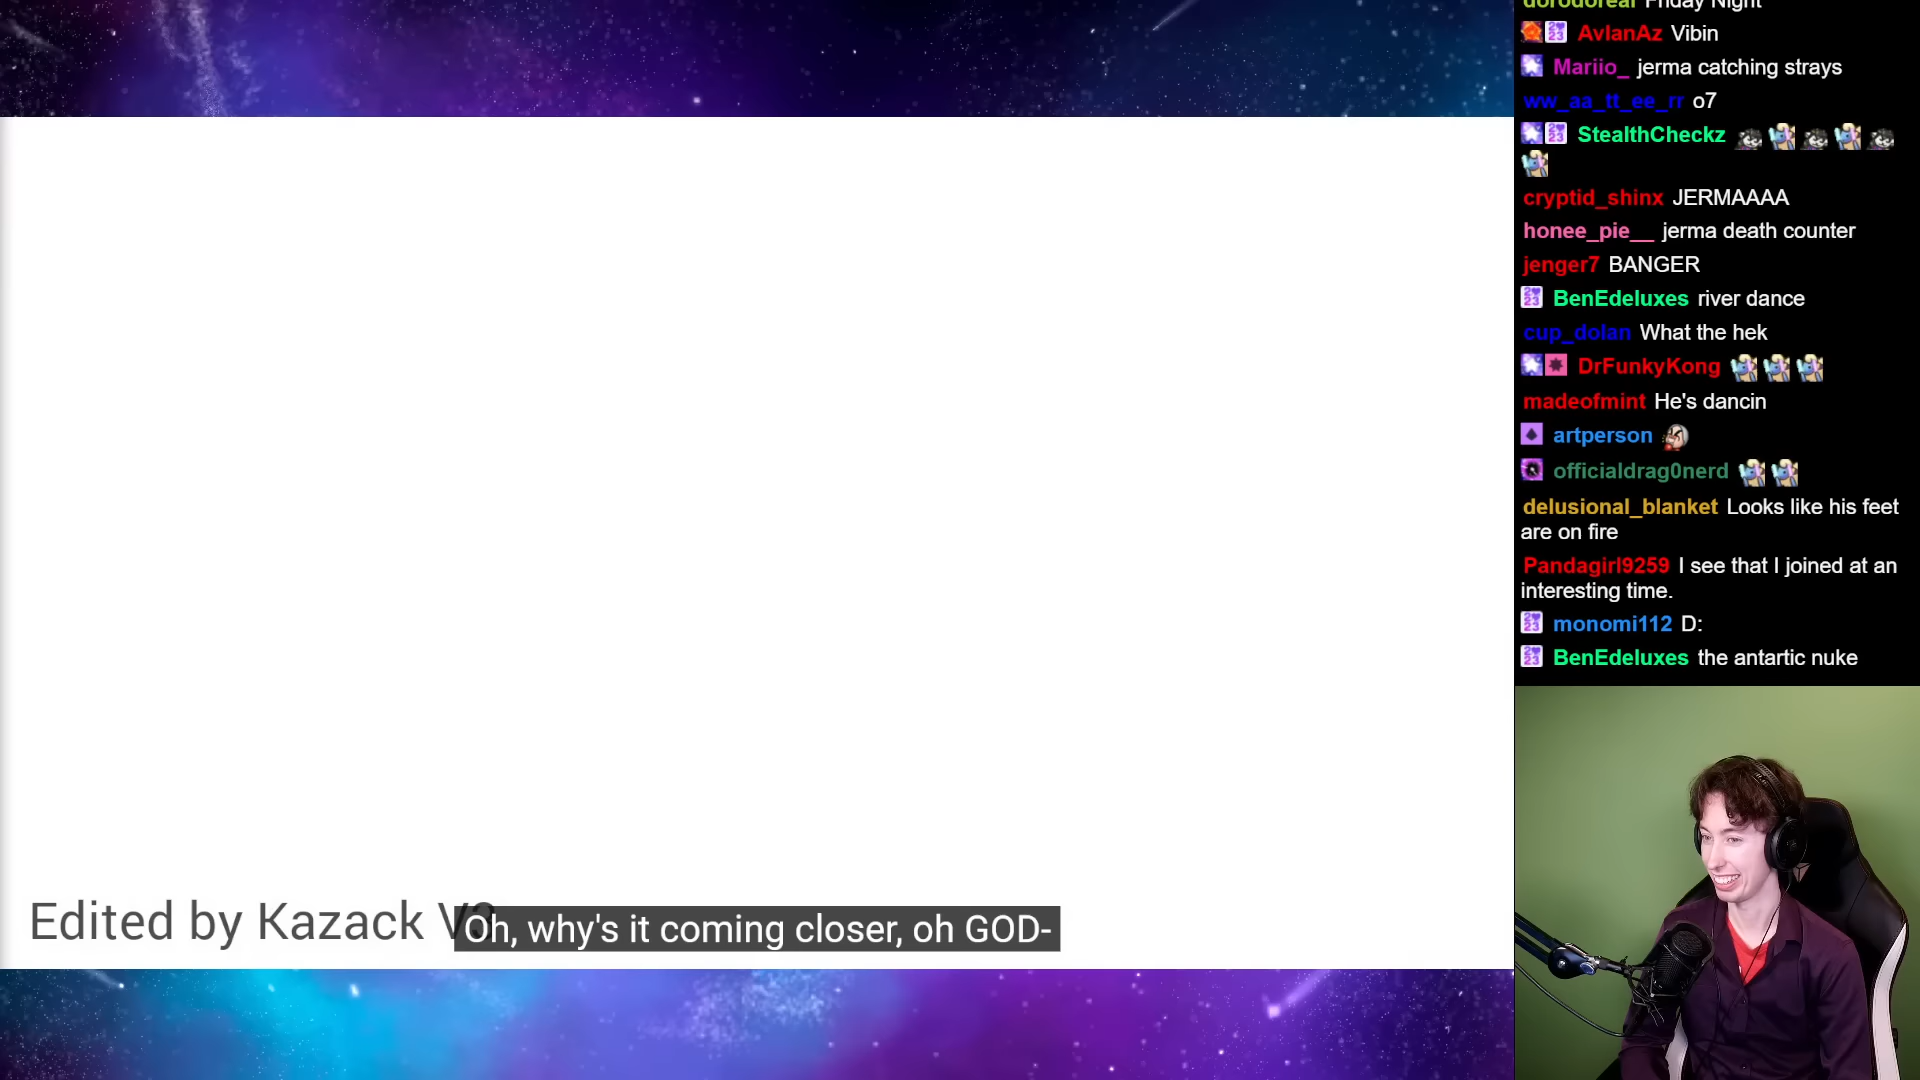 dorodoreal Friday Night
AvlanAz Vibin
Mariio_ jerma catching strays
ww_aa_tt_ee_rr o7
StealthCheckz
cryptid_shinx JERMAAAA
honee_pie__ jerma death counter
jenger7 BANGER
BenEdeluxes river dance
cup_dolan What the hek
DrFunkyKong
madeofmint He's dancin
artperson
officialdrag0nerd
delusional_blanket Looks like his feet
are on fire
Pandagirl9259 I see that I joined at an
interesting time.
monomi112 D:
BenEdeluxes the antartic nuke
Edited by Kazack
Oh, why's it coming closer, oh GOD-